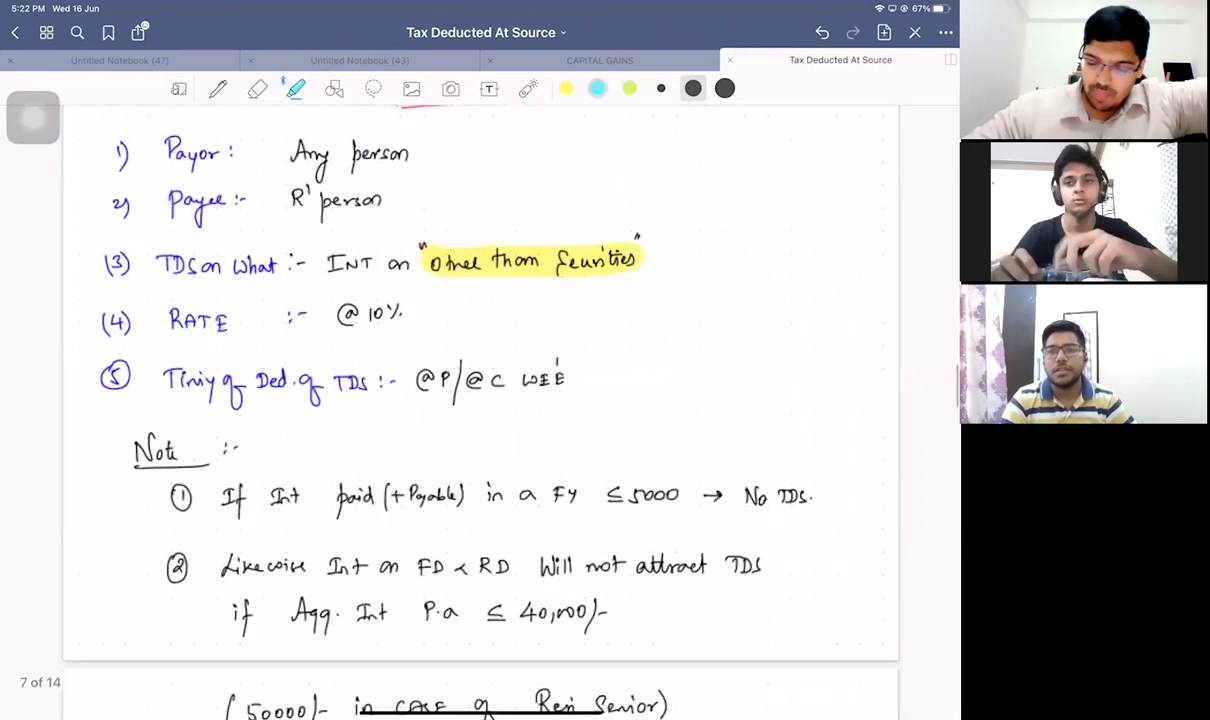 5:22 PM Wed 16 Jun
67%
Tax Deducted At Source
Untitled Notebook (47)
Untitled Notebook (43)
CAPITAL GAINS
Tax Deducted At Source
1) Payor : Any person
2) Payee :- R' person
(3) TDS on What :- INT on "Other than Securities"
(4) RATE :- @ 10%
5 Timing of Ded. of TDS :- @P/@C WIE'
Note :-
1 If Int paid (+Payable) in a FY ≤ 5000 → No TDS.
2 Likewise Int on FD & RD Will not attract TDS
if Agg. Int P.a ≤ 40,000/-
7 of 14
(50000/- in CASE of Res Senior)